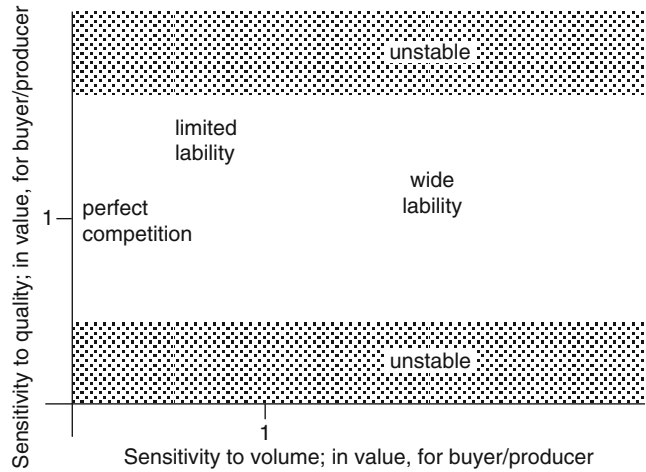 Sensitivity to quality; in value, for buyer/producer
unstable
limited
lability
wide
lability
1
perfect
competition
unstable
1
Sensitivity to volume; in value, for buyer/producer